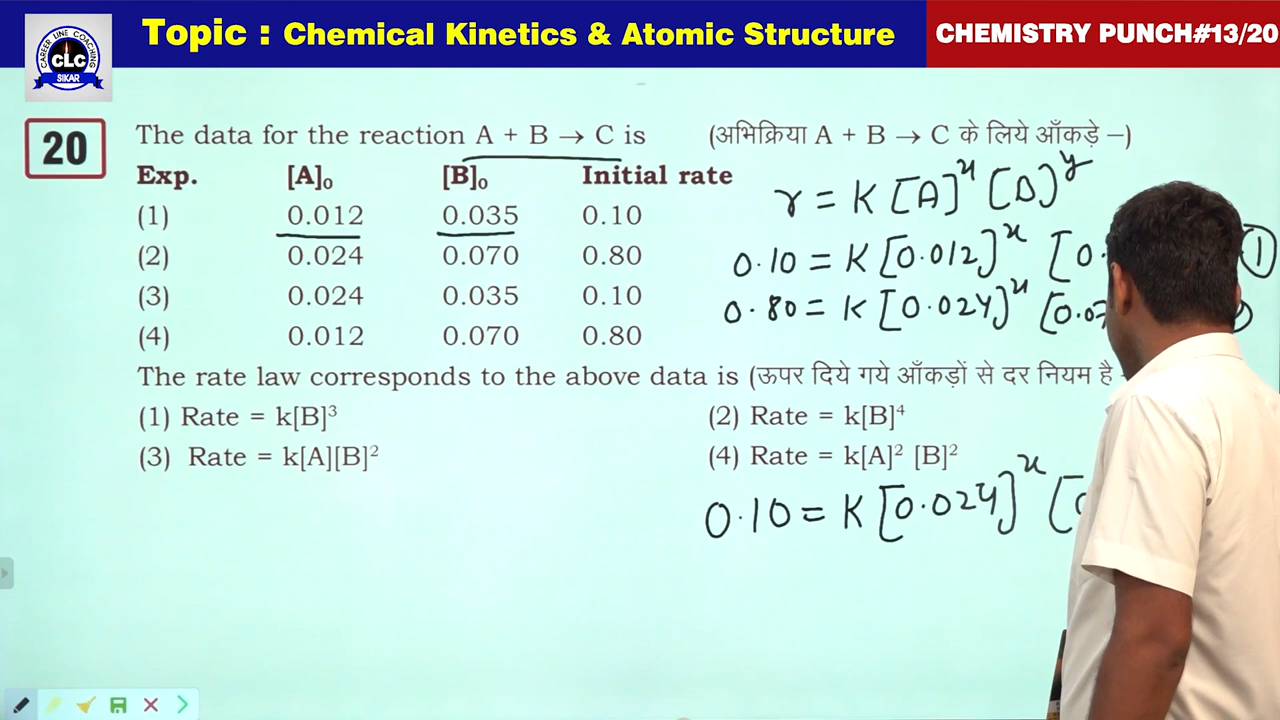 Topic : Chemical Kinetics & Atomic Structure
CHEMISTRY PUNCH#13/20
CAREER LINE COACHING
CLC
SIKAR
20
The data for the reaction A + B → C is (अभिक्रिया A + B → C के लिये आँकड़े –)
Exp. [A]₀ [B]₀ Initial rate
(1) 0.012 0.035 0.10
(2) 0.024 0.070 0.80
(3) 0.024 0.035 0.10
(4) 0.012 0.070 0.80
r = K [A]ˣ [B]ʸ
0.10 = K [0.012]ˣ [0. ①
0.80 = K [0.024]ˣ [0.07
The rate law corresponds to the above data is (ऊपर दिये गये आँकड़ों से दर नियम है
(1) Rate = k[B]³ (2) Rate = k[B]⁴
(3) Rate = k[A][B]² (4) Rate = k[A]² [B]²
0.10 = K [0.024]ˣ [0